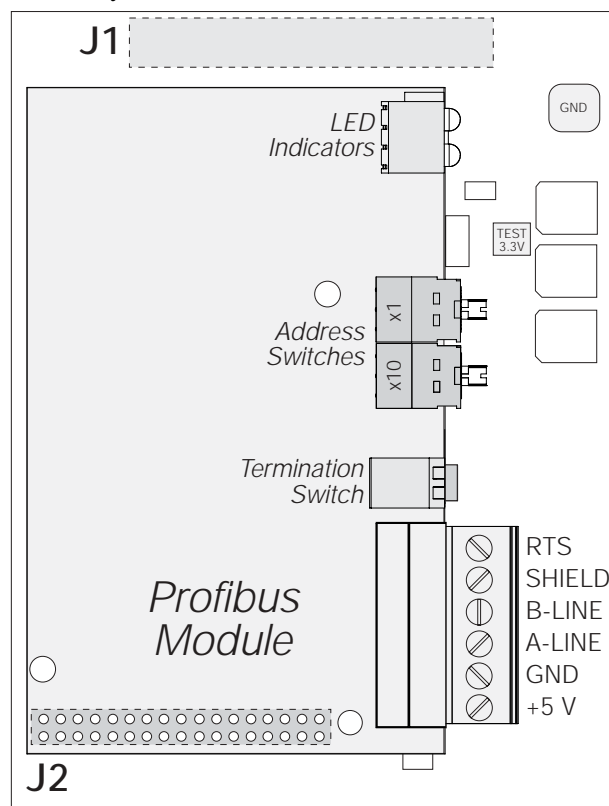 J1
GND
LED
Indicators
TEST
3.3V
x1
Address
Switches
x10
Termination
Switch
RTS
SHIELD
B-LINE
A-LINE
GND
+5 V
Profibus
Module
J2